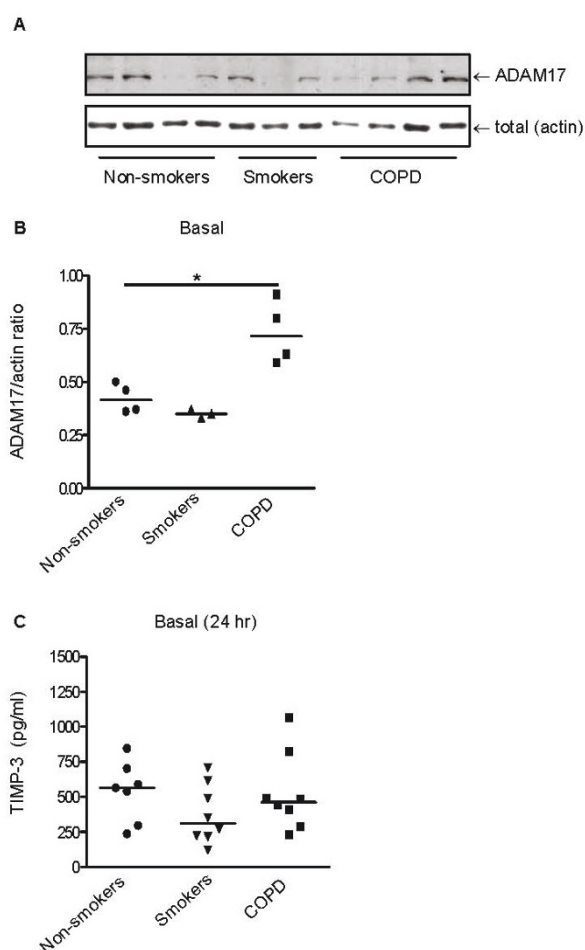 A
← ADAM17
← total (actin)
Non-smokers Smokers COPD
B
Basal
*
ADAM17/actin ratio
1.00
0.75
0.50
0.25
0.00
Non-smokers
Smokers
COPD
C
Basal (24 hr)
TIMP-3 (pg/ml)
1500
1250
1000
750
500
250
0
Non-smokers
Smokers
COPD